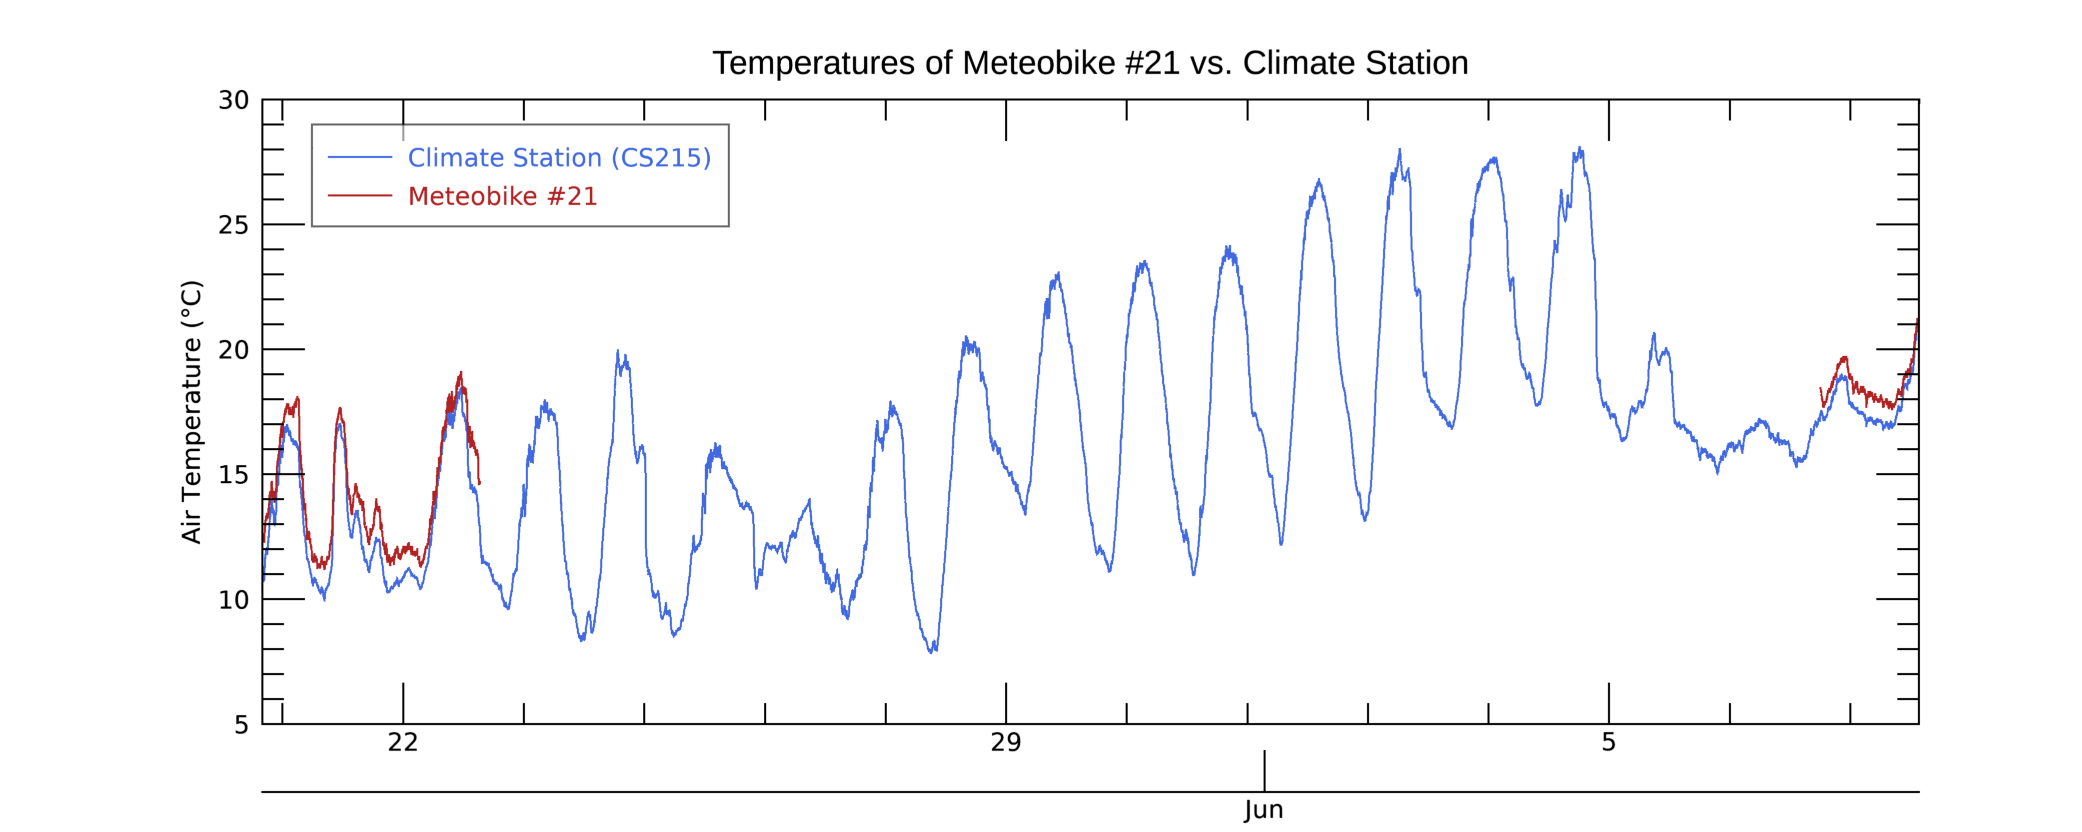 Temperatures of Meteobike #21 vs. Climate Station
Air Temperature (°C)
30
25
20
15
10
5
Climate Station (CS215)
Meteobike #21
22
29
5
Jun